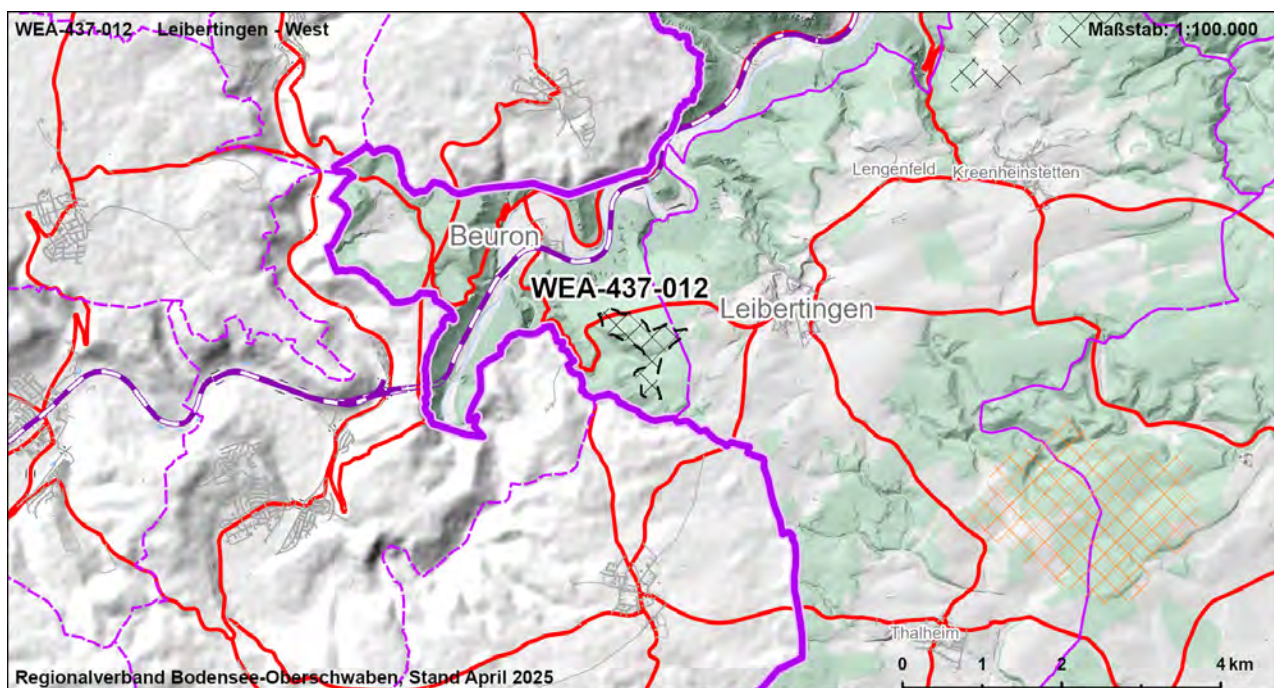 WEA-437-012 Leibertingen - West
Maßstab: 1:100.000
Lengenfeld
Kreenheinstetten
Beuron
WEA-437-012
Leibertingen
Thalheim
Regionalverband Bodensee-Oberschwaben, Stand April 2025
0 1 2 4 km